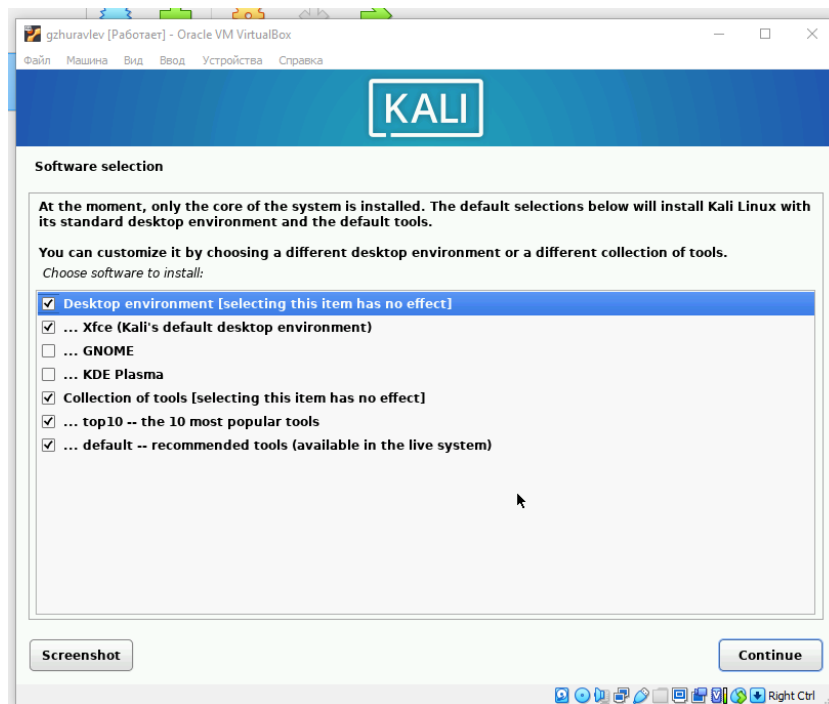 gzhuravlev [Работает] - Oracle VM VirtualBox
Файл Машина Вид Ввод Устройства Справка
KALI
Software selection
At the moment, only the core of the system is installed. The default selections below will install Kali Linux with
its standard desktop environment and the default tools.
You can customize it by choosing a different desktop environment or a different collection of tools.
Choose software to install:
Desktop environment [selecting this item has no effect]
... Xfce (Kali's default desktop environment)
... GNOME
... KDE Plasma
Collection of tools [selecting this item has no effect]
... top10 -- the 10 most popular tools
... default -- recommended tools (available in the live system)
Screenshot
Continue
Right Ctrl